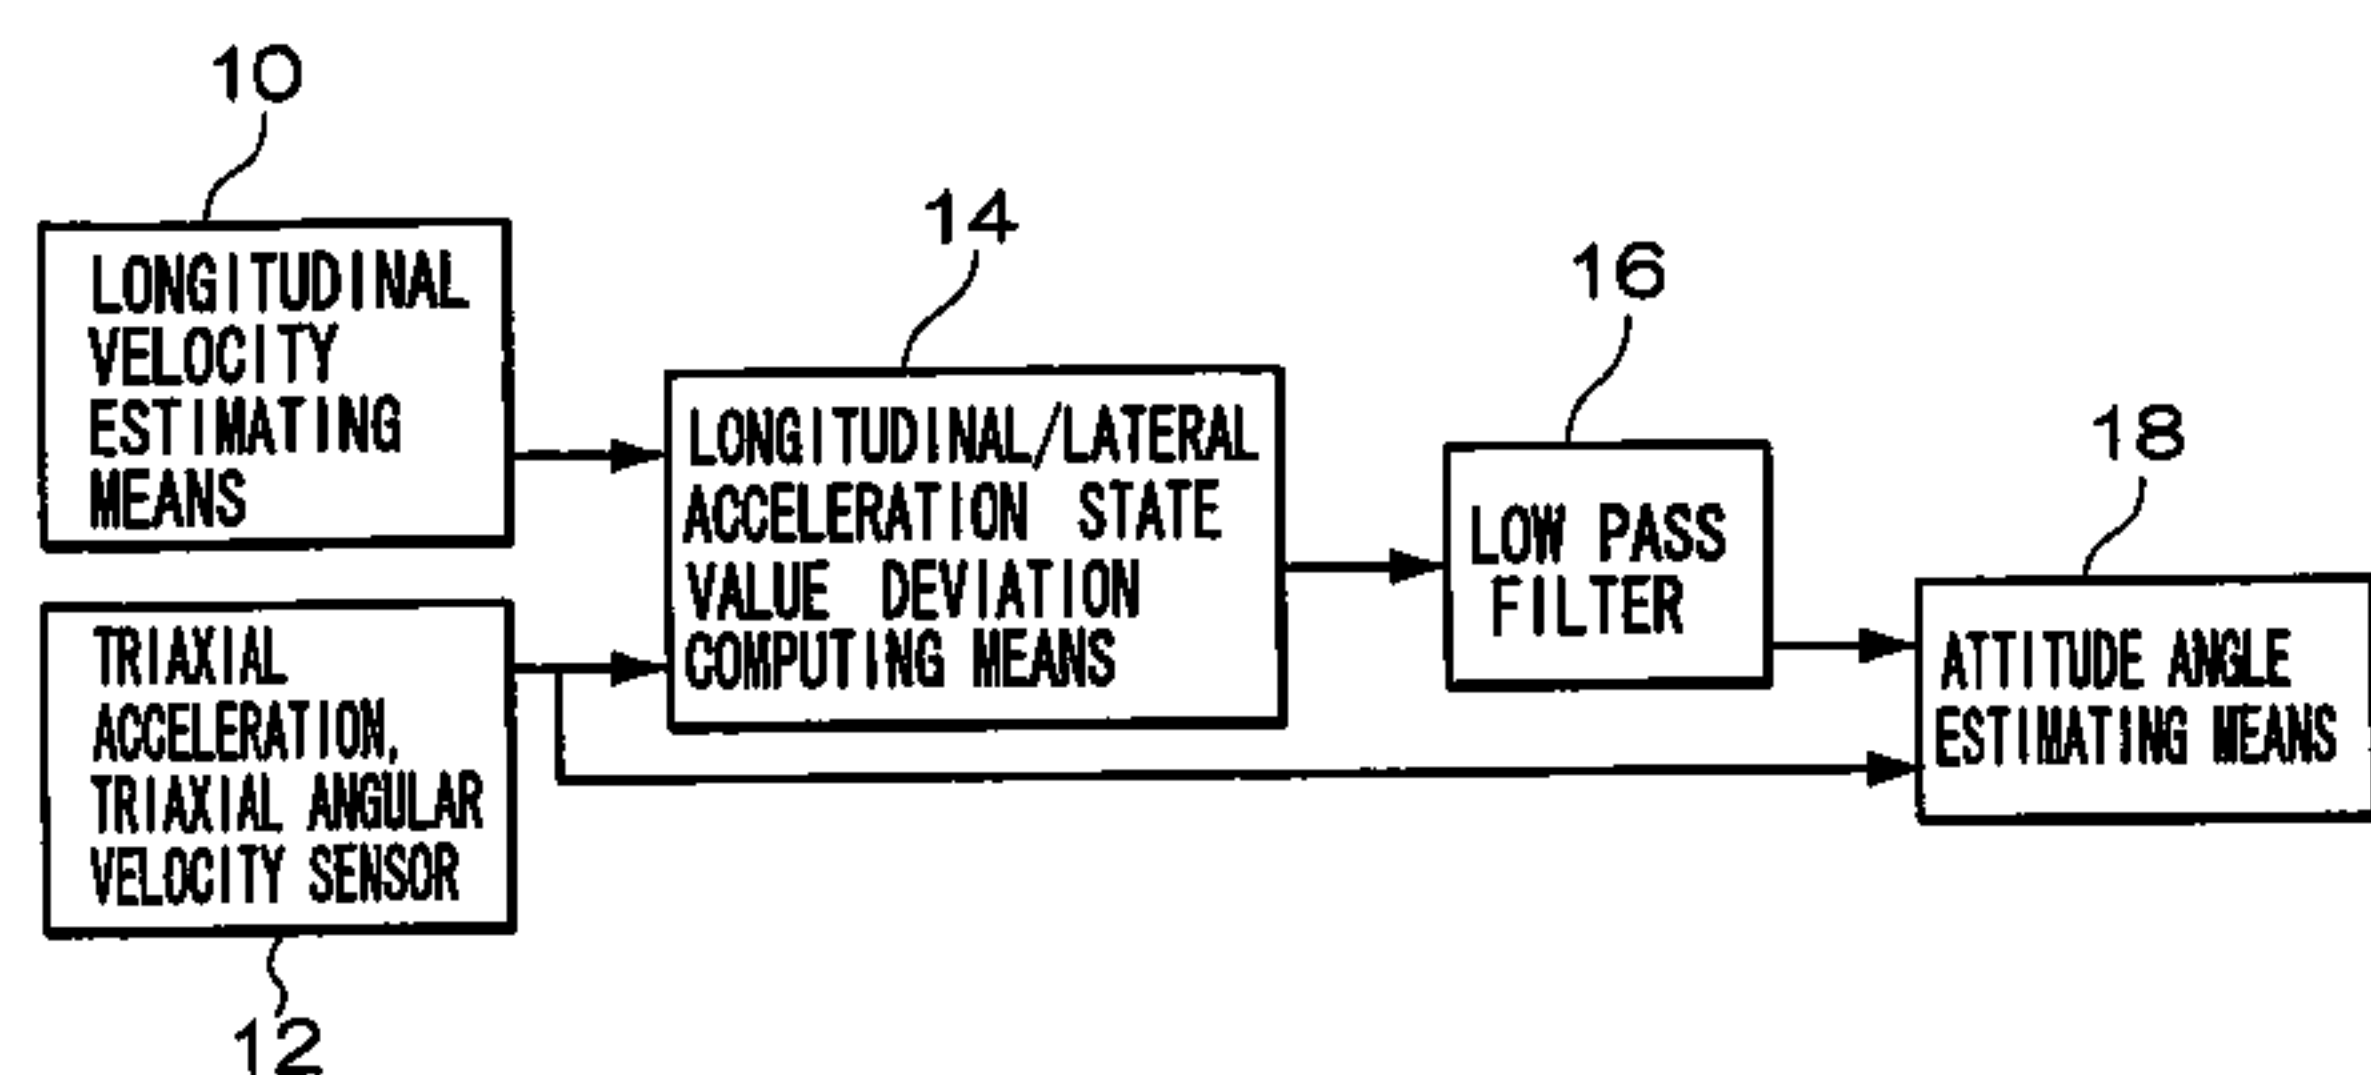 10
LONGITUDINAL
VELOCITY
ESTIMATING
MEANS
14
LONGITUDINAL/LATERAL
ACCELERATION STATE
VALUE DEVIATION
COMPUTING MEANS
16
LOW PASS
FILTER
18
ATTITUDE ANGLE
ESTIMATING MEANS
TRIAXIAL
ACCELERATION,
TRIAXIAL ANGULAR
VELOCITY SENSOR
12